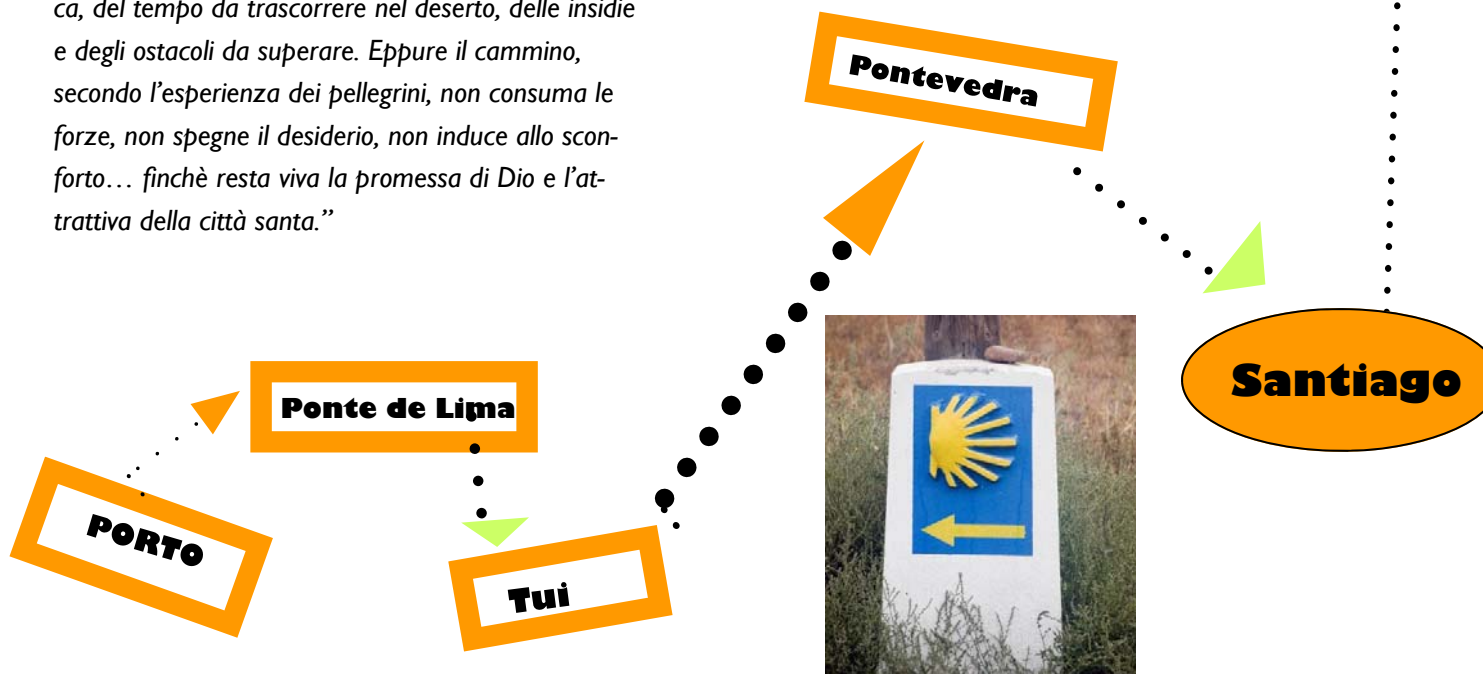 ca, del tempo da trascorrere nel deserto, delle insidie
e degli ostacoli da superare. Eppure il cammino,
secondo l’esperienza dei pellegrini, non consuma le
forze, non spegne il desiderio, non induce allo scon-
forto… finchè resta viva la promessa di Dio e l’at-
trattiva della città santa.”
Pontevedra
Santiago
Ponte de Lima
PORTO
Tui